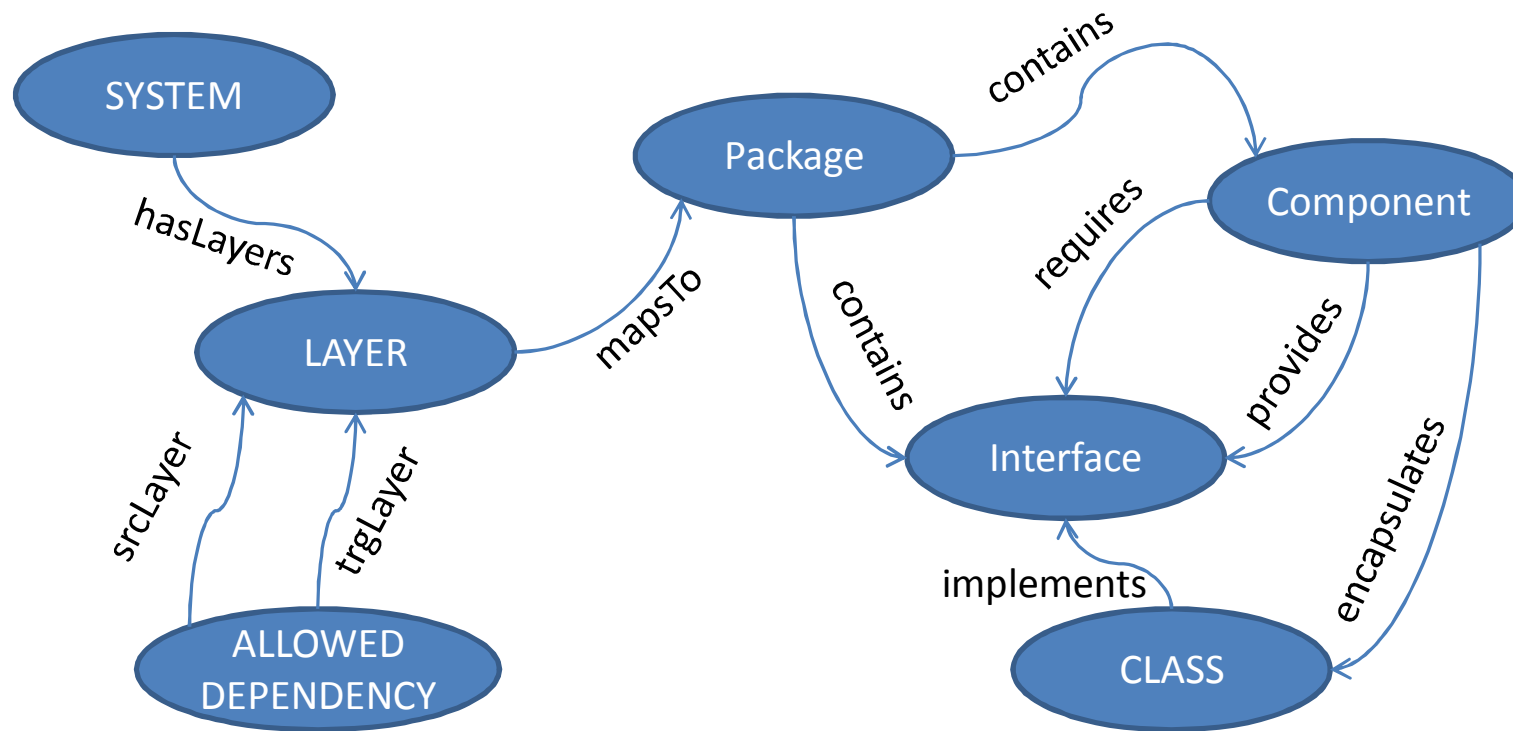 SYSTEM
contains
Package
Component
hasLayers
requires
mapsTo
contains
provides
LAYER
Interface
encapsulates
srcLayer
trgLayer
implements
ALLOWED
DEPENDENCY
CLASS